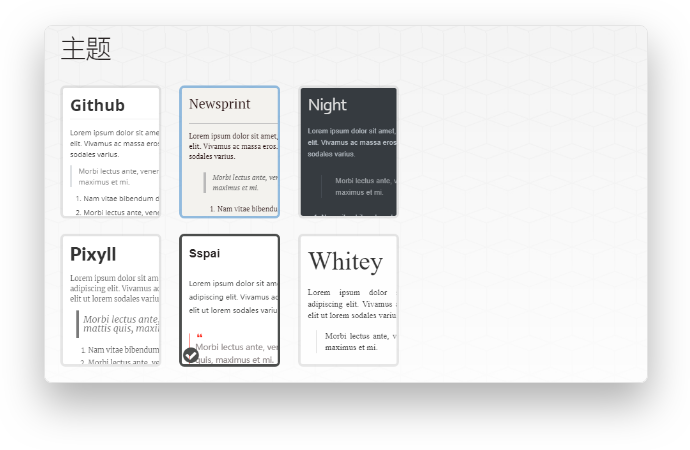 主题
Github
Lorem ipsum dolor sit ame
elit. Vivamus ac massa eros
sodales varius.
Morbi lectus ante, vene
maximus et mi.
1. Nam vitae bibendum d
2. Morbi lectus ante, vene
Newsprint
Lorem ipsum dolor sit amet,
elit. Vivamus ac massa eros.
sodales varius.
Morbi lectus ante, ven
maximus et mi.
1. Nam vitae bibendu
Night
Lorem ipsum dolor sit amet,
elit. Vivamus ac massa eros.
sodales varius.
Morbi lectus ante, ven
maximus et mi.
Pixyll
Lorem ipsum dolor sit ame
adipiscing elit. Vivamus ac
elit ut lorem sodales variu
Morbi lectus ante,
mattis quis, maxi
1. Nam vitae bibendum
2. Morbi lectus ante, ven
Sspai
Lorem ipsum dolor sit am
adipiscing elit. Vivamus ac
elit ut lorem sodales variu
❝
Morbi lectus ante, ven
quis, maximus et mi.
Whitey
Lorem ipsum dolor
adipiscing elit. Vivamus
elit ut lorem sodales variu
Morbi lectus ante, ven
maximus et mi.